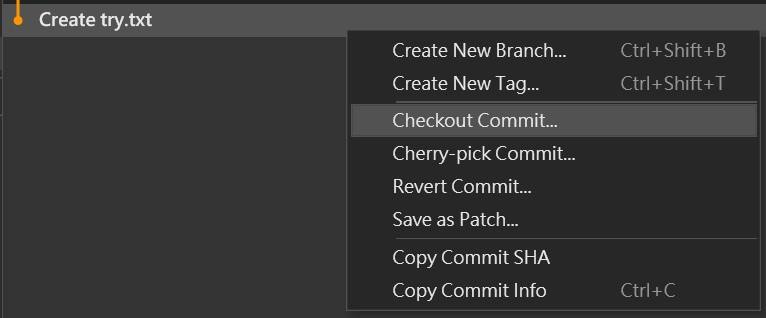 Create try.txt
Create New Branch... Ctrl+Shift+B
Create New Tag... Ctrl+Shift+T
Checkout Commit...
Cherry-pick Commit...
Revert Commit...
Save as Patch...
Copy Commit SHA
Copy Commit Info Ctrl+C